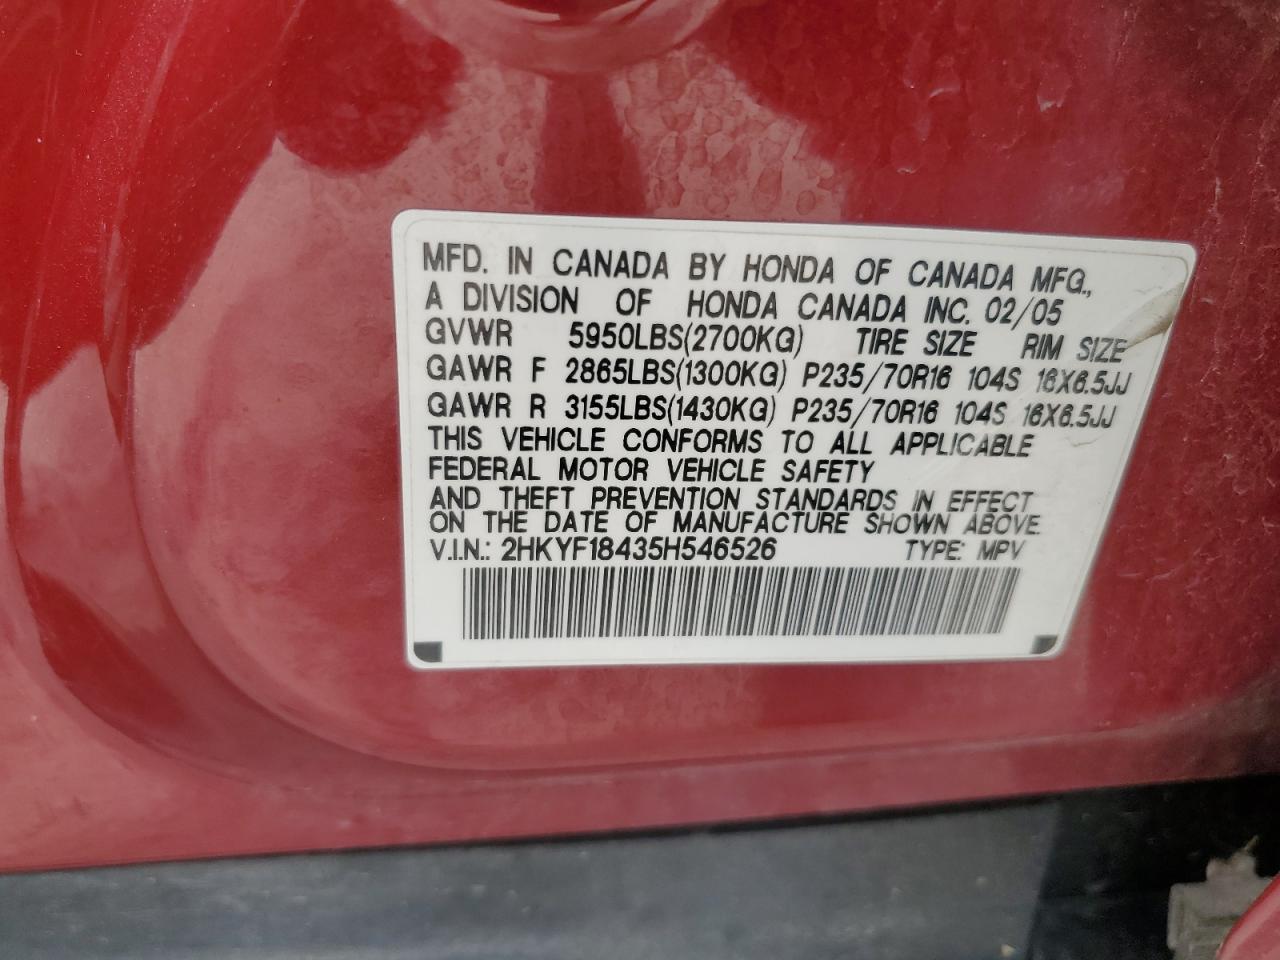 MFD. IN CANADA BY HONDA OF CANADA MFG.,
A DIVISION OF HONDA CANADA INC. 02/05
GVWR 5950LBS(2700KG) TIRE SIZE RIM SIZE
GAWR F 2865LBS(1300KG) P235/70R16 104S 16X6.5JJ
GAWR R 3155LBS(1430KG) P235/70R16 104S 16X6.5JJ
THIS VEHICLE CONFORMS TO ALL APPLICABLE
FEDERAL MOTOR VEHICLE SAFETY
AND THEFT PREVENTION STANDARDS IN EFFECT
ON THE DATE OF MANUFACTURE SHOWN ABOVE.
V.I.N.: 2HKYF18435H546526 TYPE: MPV